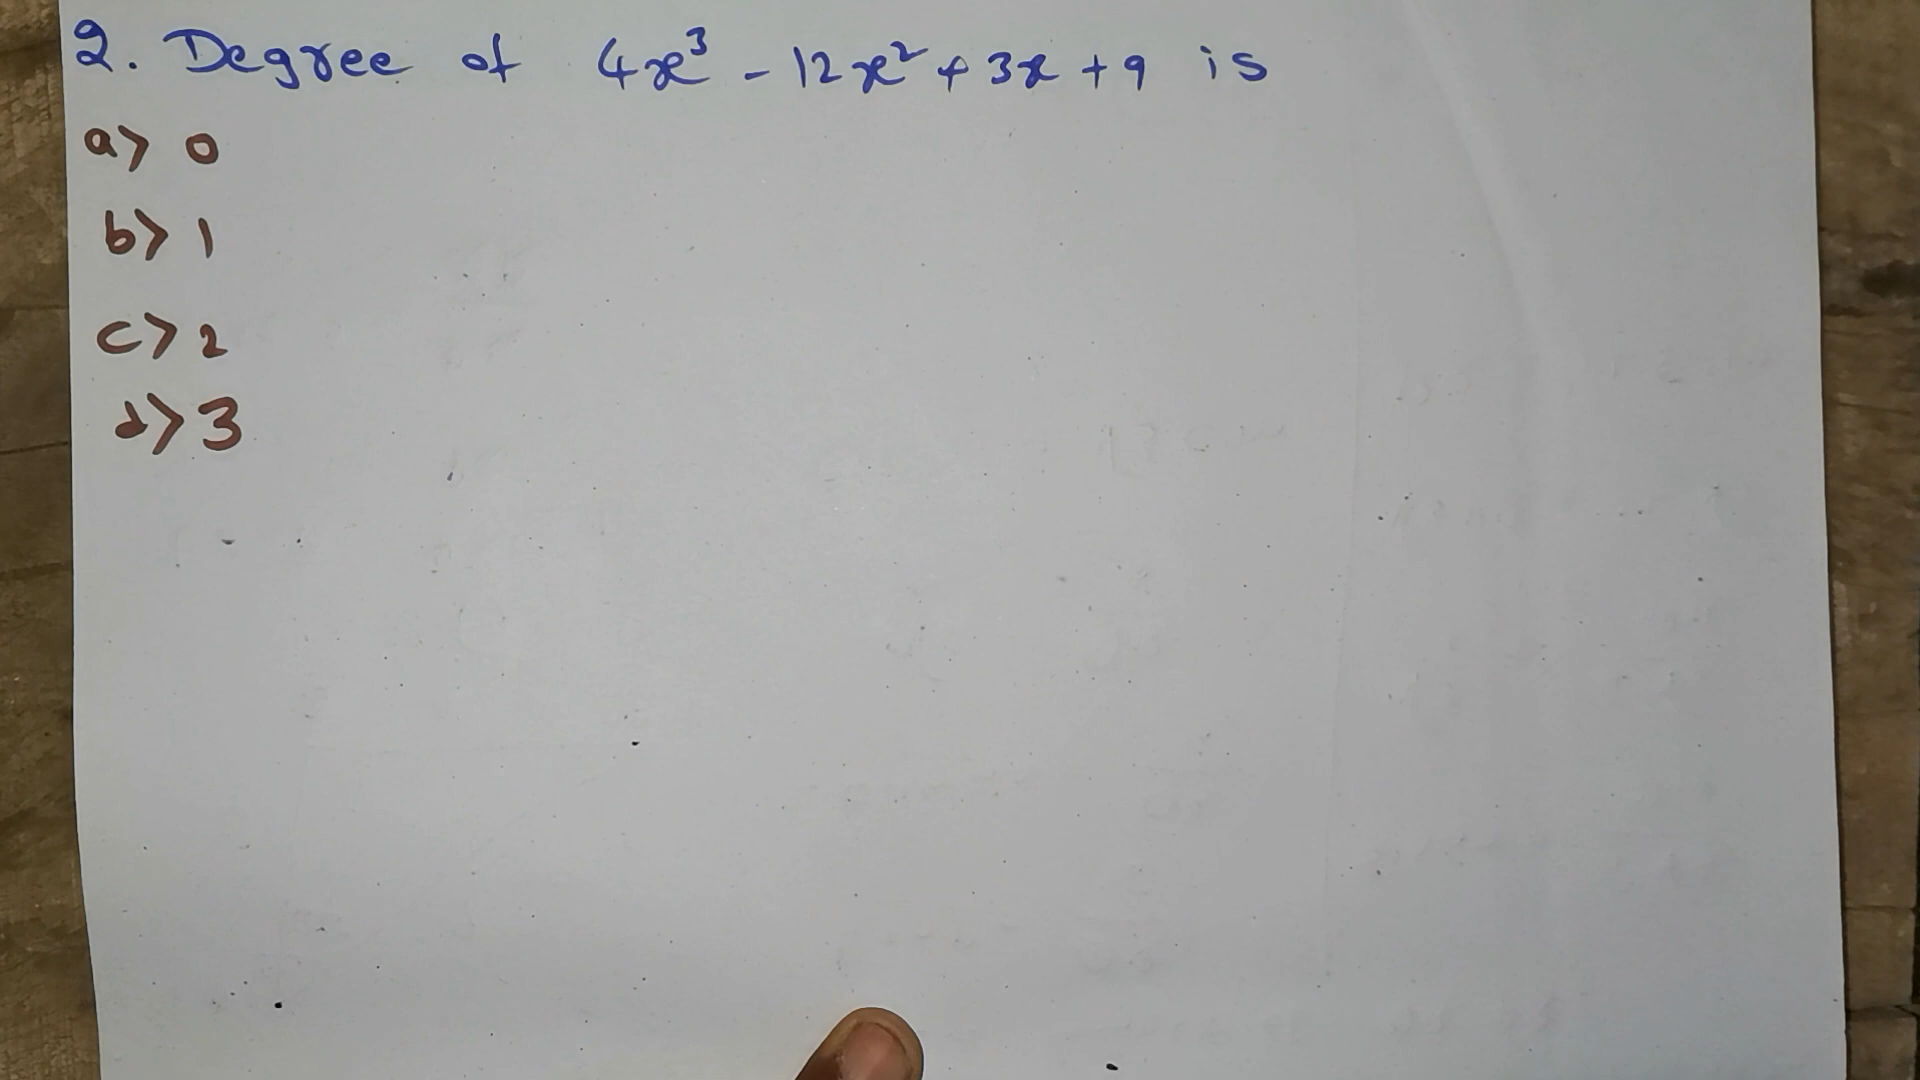 2. Degree of 4x³ - 12x² + 3x + 9 is
a> 0
b> 1
c> 2
d> 3